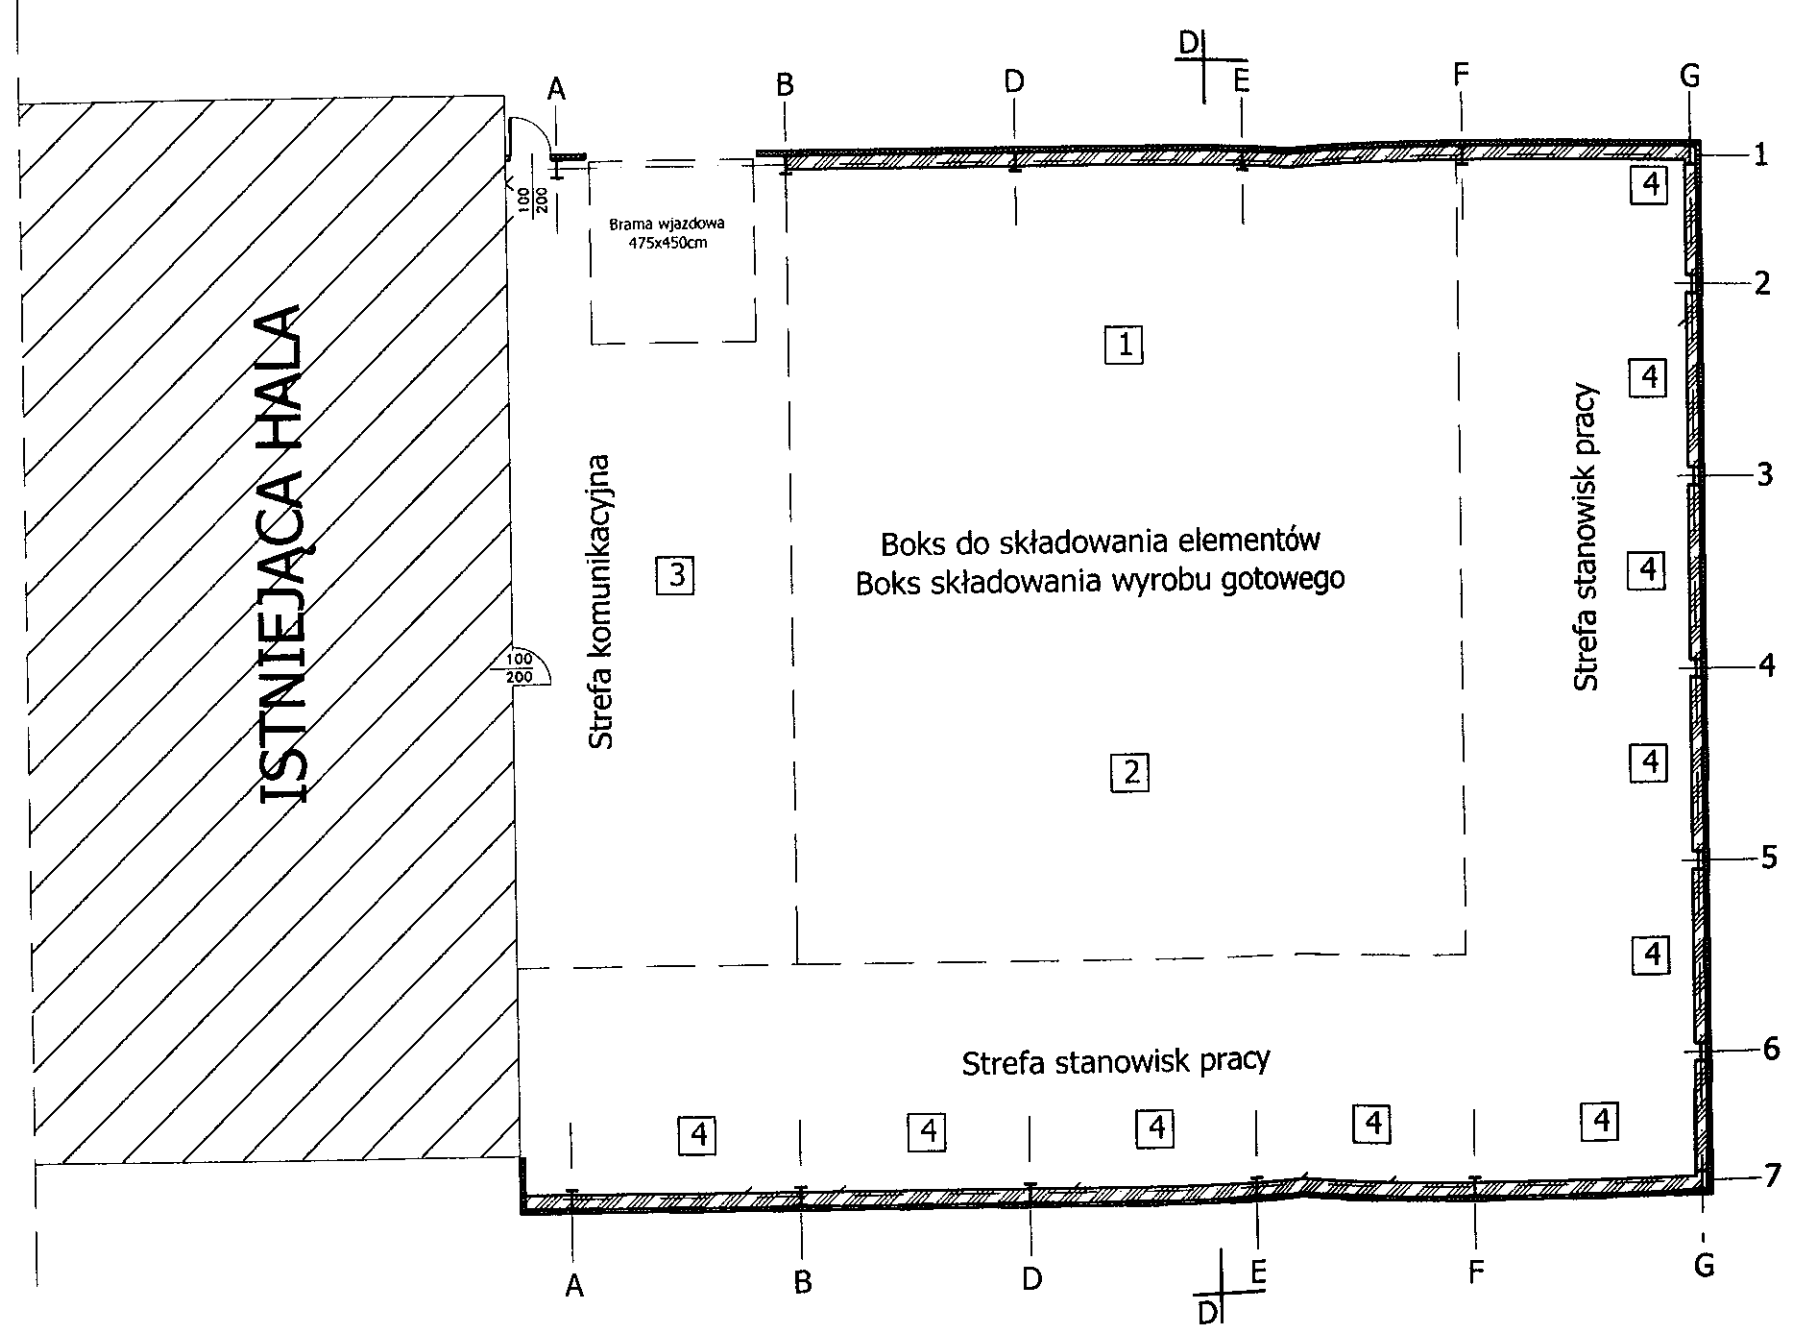 D
A
B
D
E
F
G
1
100
200
Brama wjazdowa
475x450cm
4
2
1
4
3
ISTNIEJĄCA HALA
Strefa komunikacyjna
3
Boks do składowania elementów
Boks składowania wyrobu gotowego
Strefa stanowisk pracy
4
100
200
4
2
4
5
4
Strefa stanowisk pracy
6
4
4
4
4
4
7
A
B
D
E
F
G
D